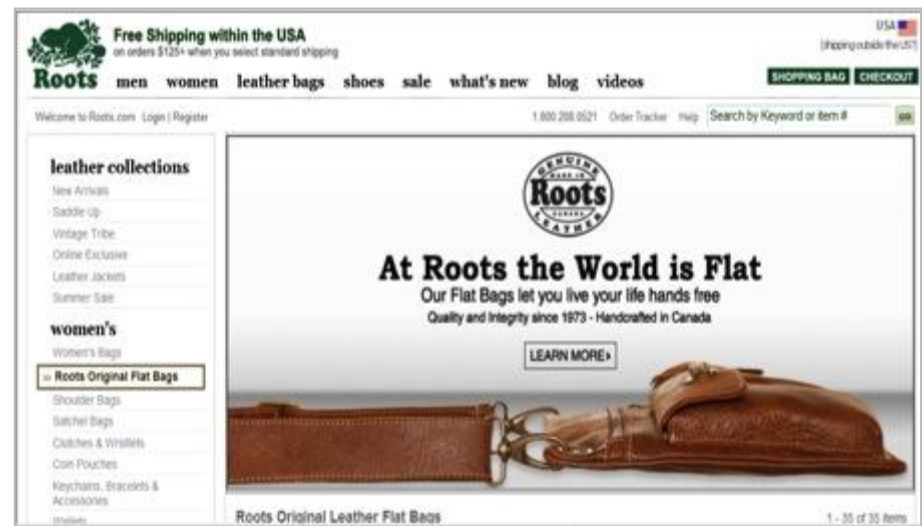 Free Shipping within the USA
on orders $125+ when you select standard shipping
USA
(shipping outside the US?)
Roots men women leather bags shoes sale what's new blog videos
SHOPPING BAG CHECKOUT
Welcome to Roots.com Login | Register
1.800.208.0521 Order Tracker Help Search by Keyword or item # GO
leather collections
New Arrivals
Saddle Up
Vintage Tribe
Online Exclusive
Leather Jackets
Summer Sale
women's
Women's Bags
» Roots Original Flat Bags
Shoulder Bags
Satchel Bags
Clutches & Wristlets
Coin Pouches
Keychains, Bracelets &
Accessories
Wallets
GENUINE
MADE IN
Roots
CANADA
LEATHER
At Roots the World is Flat
Our Flat Bags let you live your life hands free
Quality and Integrity since 1973 - Handcrafted in Canada
LEARN MORE
Roots Original Leather Flat Bags
1 - 35 of 35 items